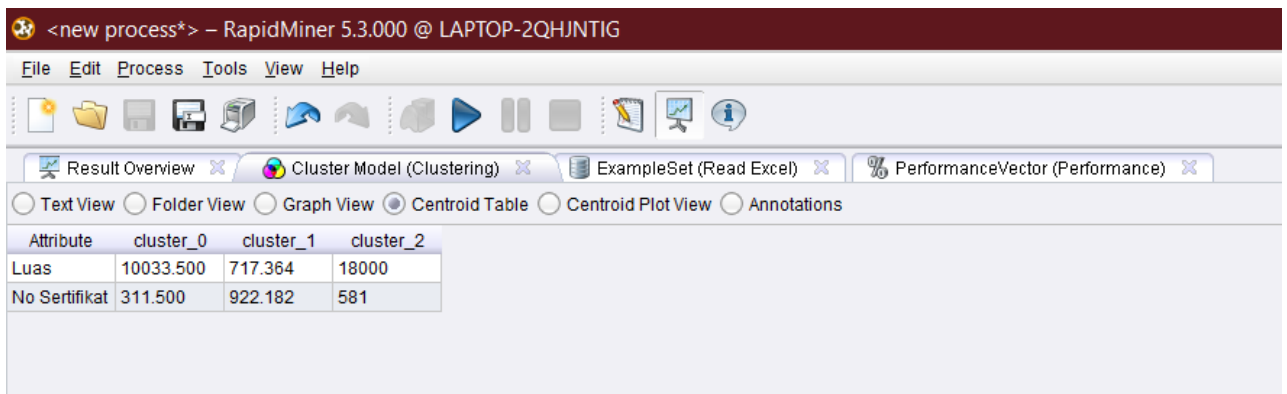 <new process*> – RapidMiner 5.3.000 @ LAPTOP-2QHJNTIG
File Edit Process Tools View Help
Result Overview Cluster Model (Clustering) ExampleSet (Read Excel) PerformanceVector (Performance)
Text View Folder View Graph View Centroid Table Centroid Plot View Annotations
Attribute cluster_0 cluster_1 cluster_2
Luas 10033.500 717.364 18000
No Sertifikat 311.500 922.182 581